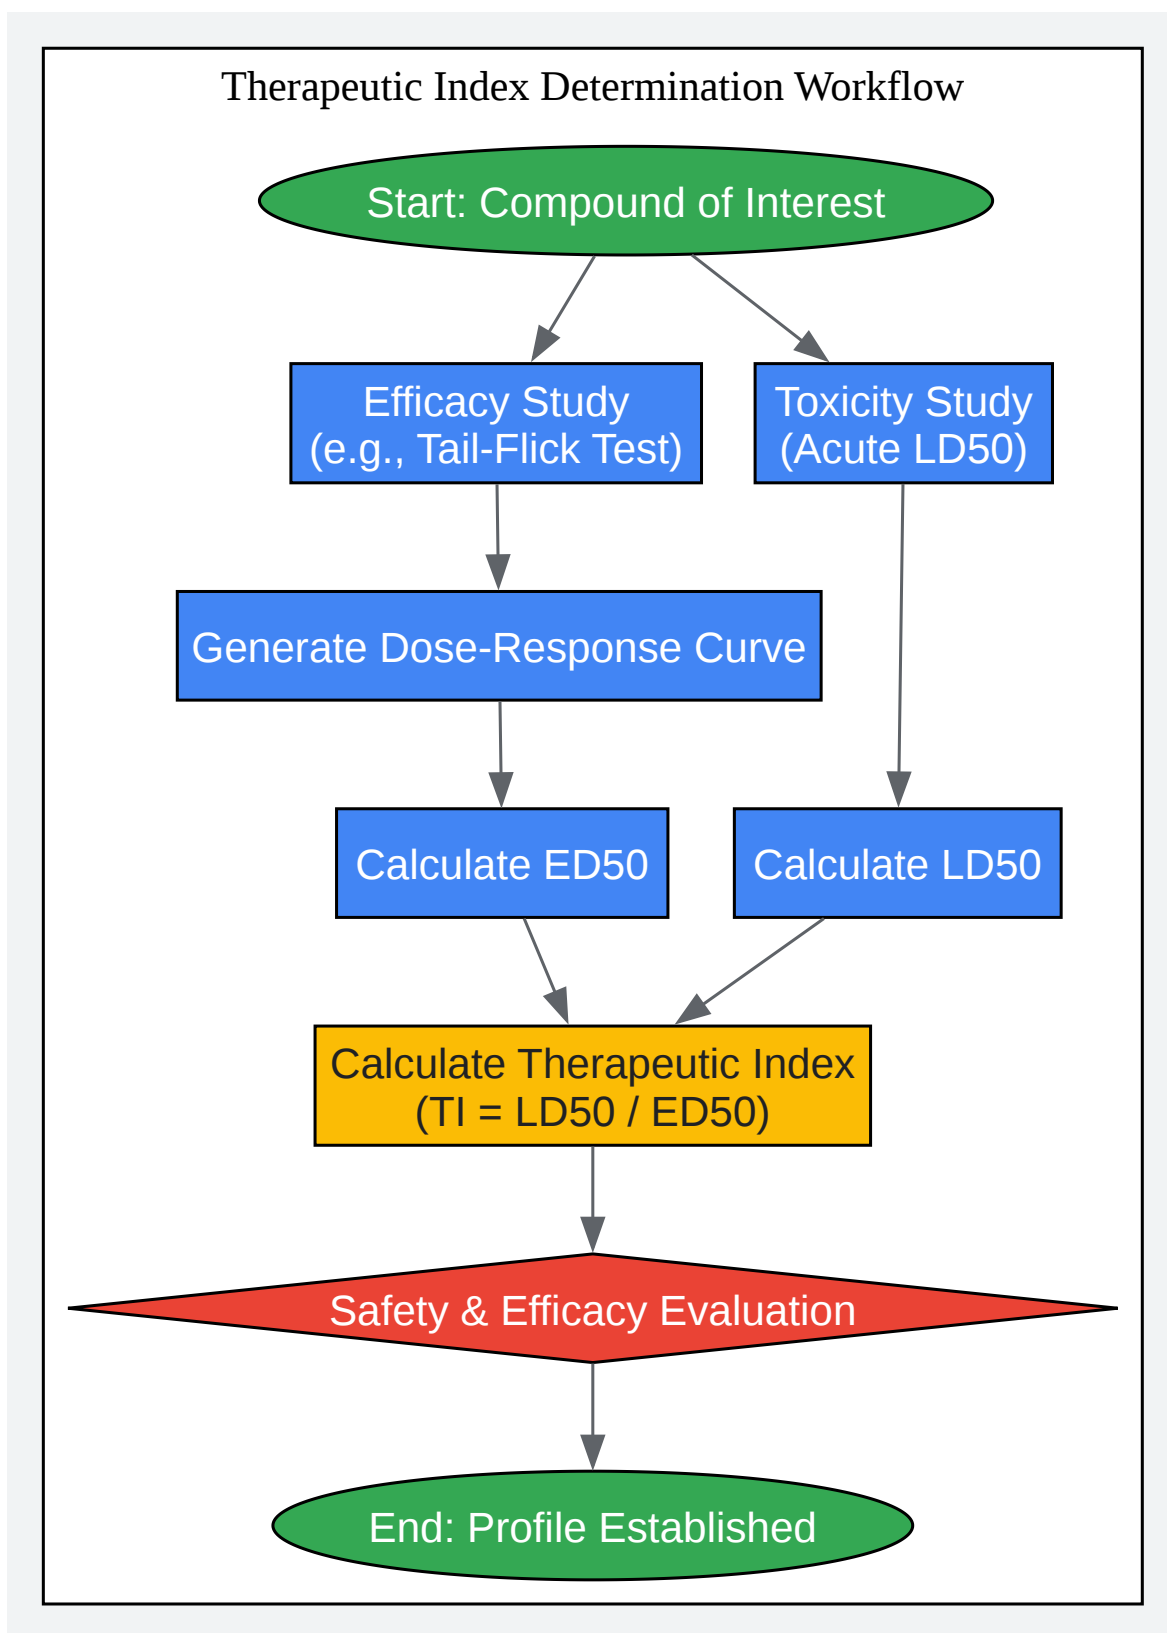 Therapeutic Index Determination Workflow
Start: Compound of Interest
Efficacy Study
(e.g., Tail-Flick Test)
Toxicity Study
(Acute LD50)
Generate Dose-Response Curve
Calculate ED50
Calculate LD50
Calculate Therapeutic Index
(TI = LD50 / ED50)
Safety & Efficacy Evaluation
End: Profile Established